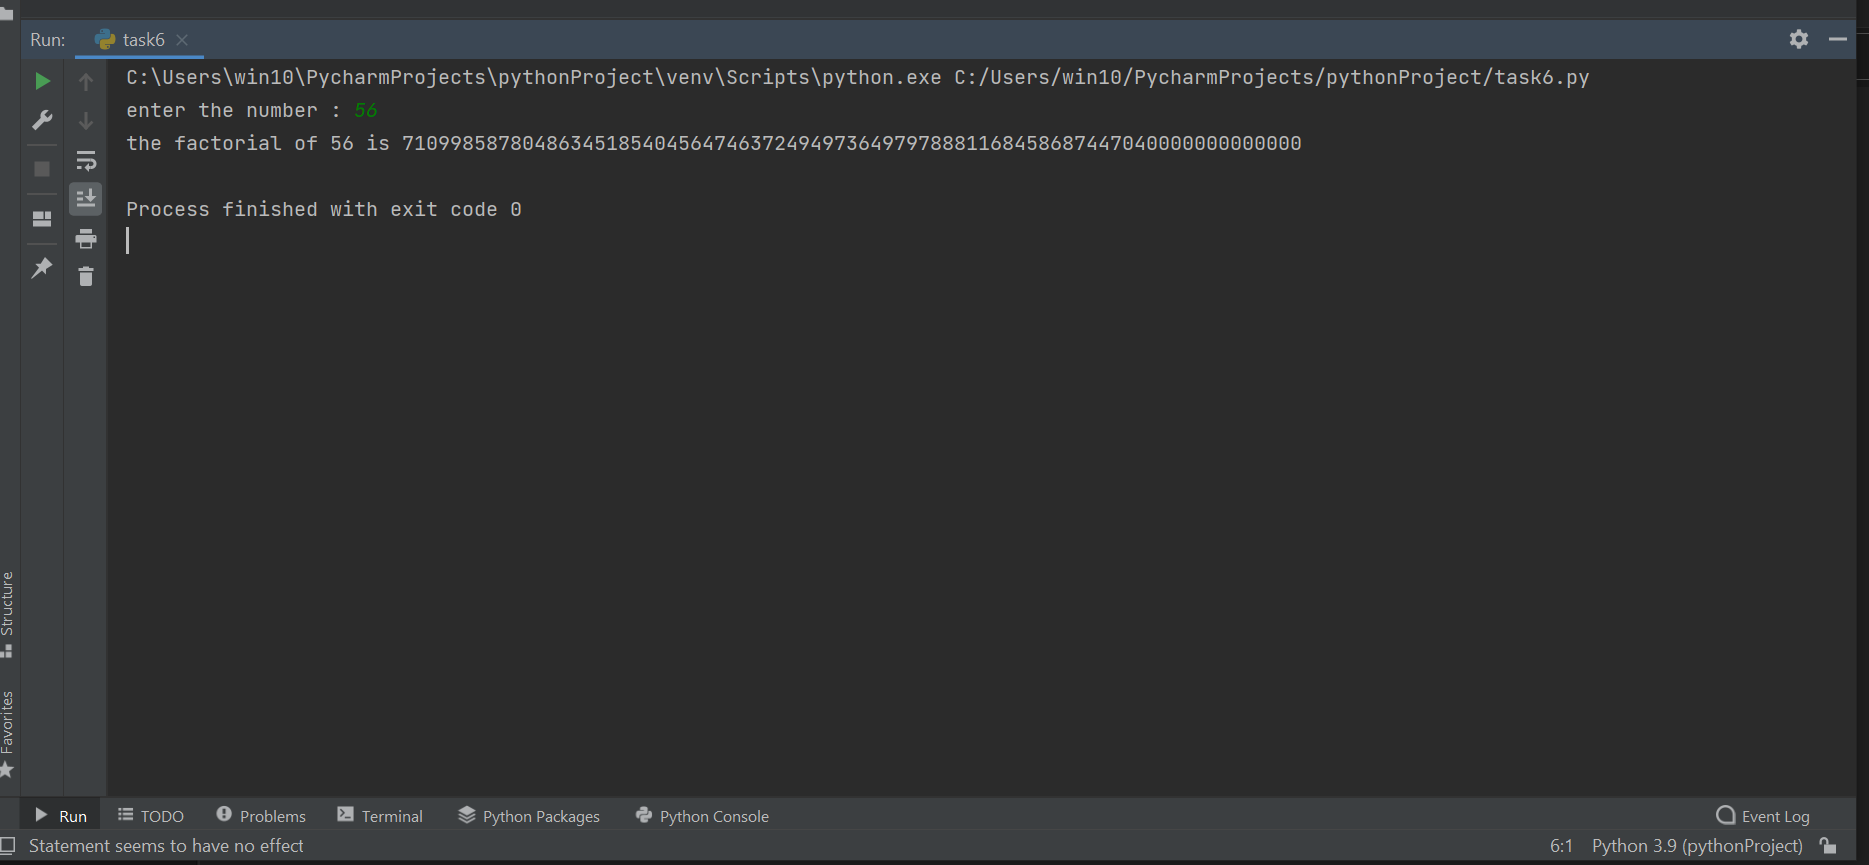 Run: task6
C:\Users\win10\PycharmProjects\pythonProject\venv\Scripts\python.exe C:/Users/win10/PycharmProjects/pythonProject/task6.py
enter the number : 56
the factorial of 56 is 710998587804863451854045647463724949736497978881168458687447040000000000000
Process finished with exit code 0
Structure
Favorites
Run TODO Problems Terminal Python Packages Python Console Event Log
Statement seems to have no effect 6:1 Python 3.9 (pythonProject)